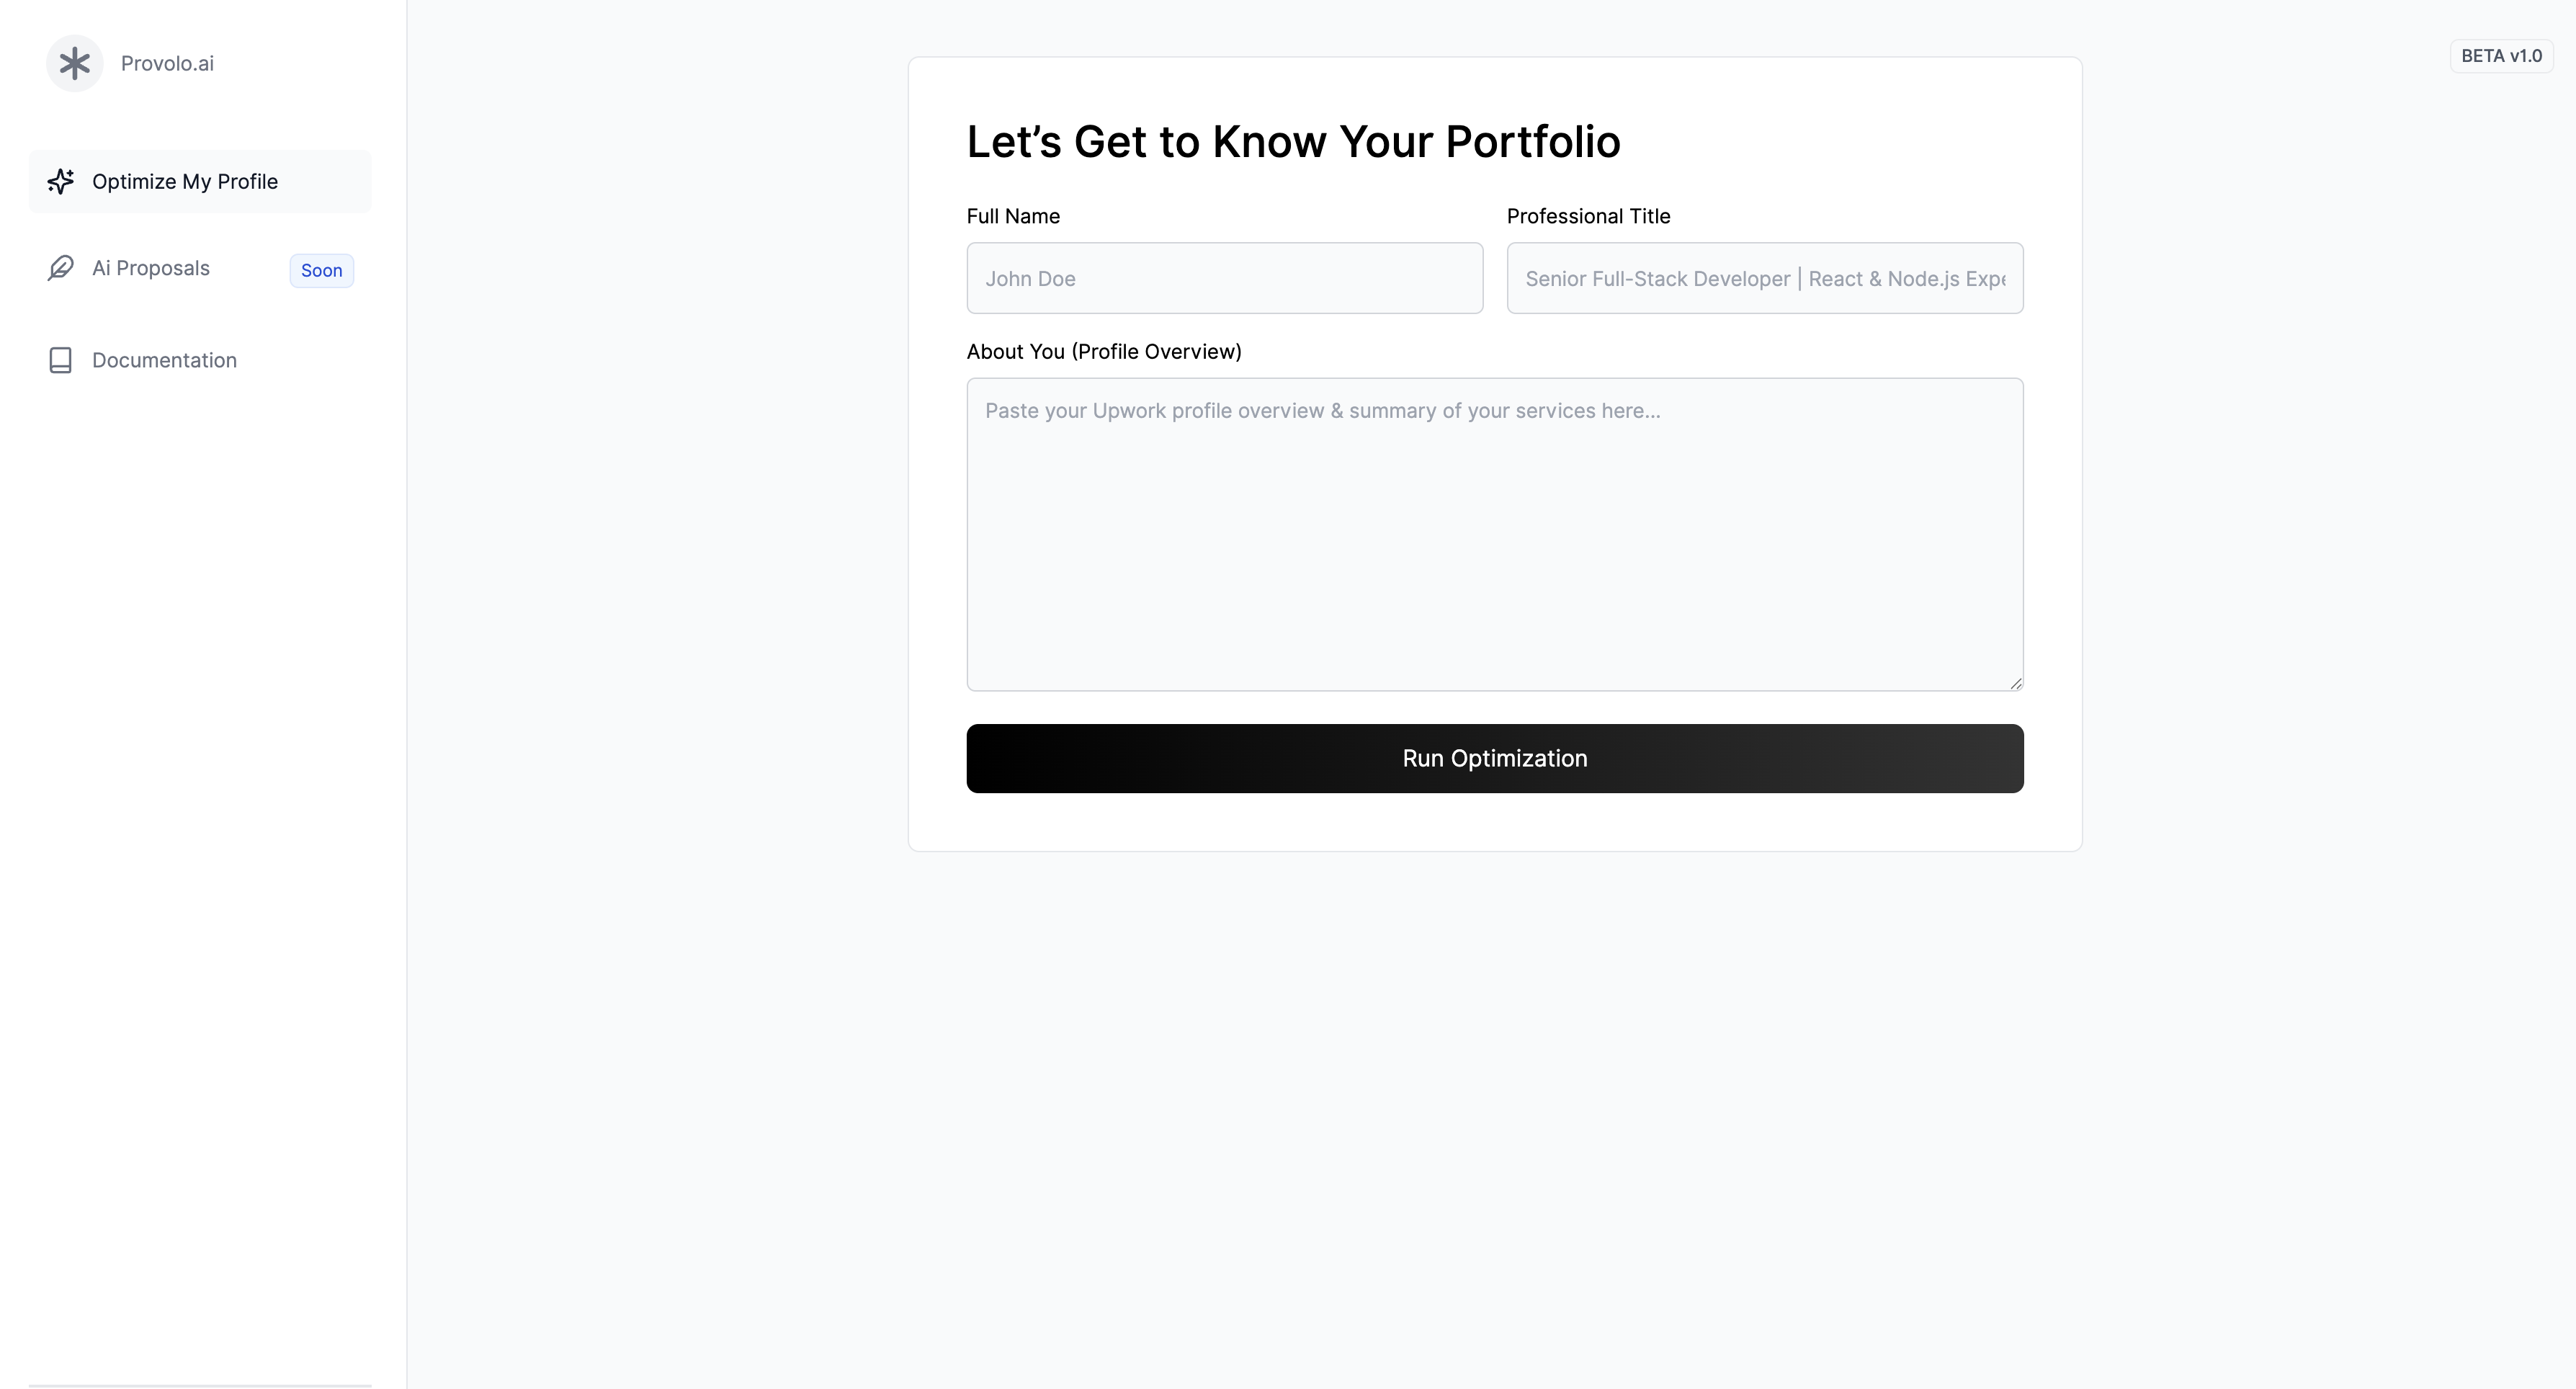 Provolo.ai
Optimize My Profile
Ai Proposals
Soon
Documentation
BETA v1.0
Let’s Get to Know Your Portfolio
Full Name
Professional Title
John Doe
Senior Full-Stack Developer | React & Node.js Expe
About You (Profile Overview)
Paste your Upwork profile overview & summary of your services here...
Run Optimization